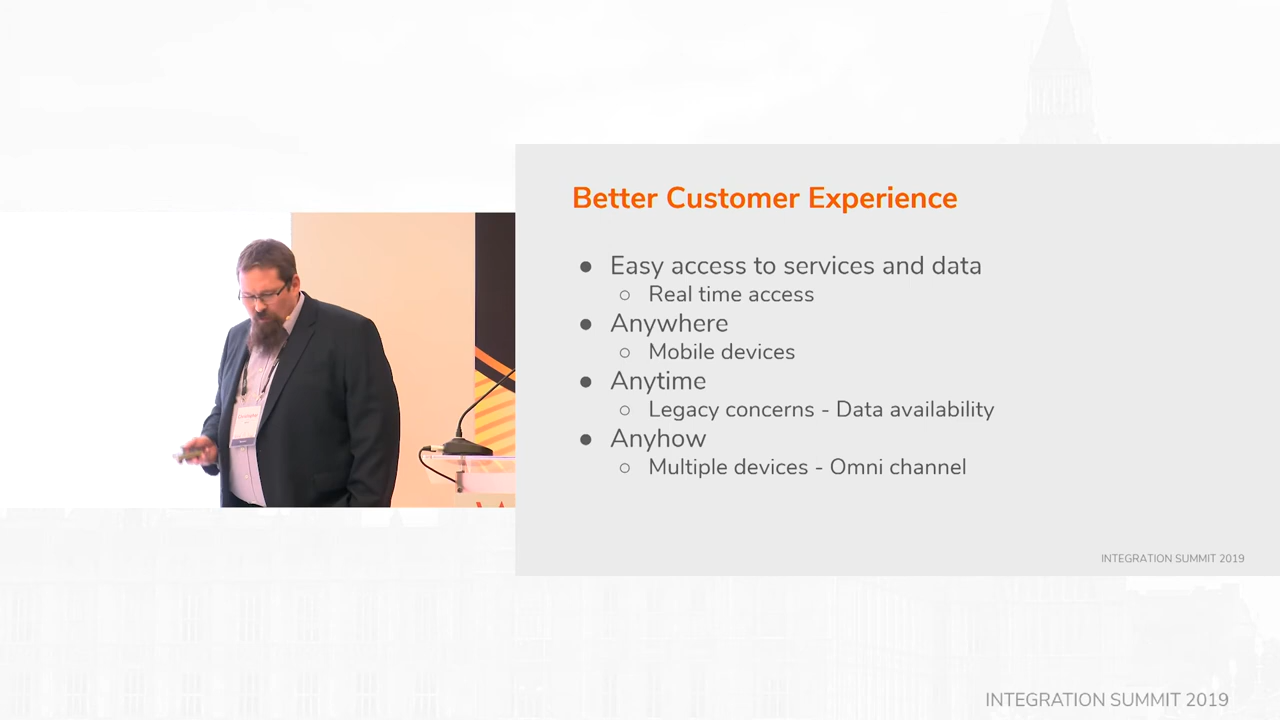 Better Customer Experience
● Easy access to services and data
○ Real time access
● Anywhere
○ Mobile devices
● Anytime
○ Legacy concerns - Data availability
● Anyhow
○ Multiple devices - Omni channel
INTEGRATION SUMMIT 2019
INTEGRATION SUMMIT 2019